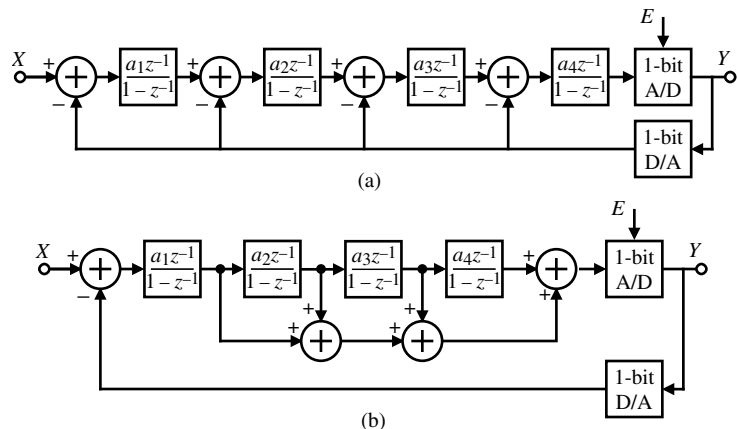 E
X + + + + Y
a₁z⁻¹ a₂z⁻¹ a₃z⁻¹ a₄z⁻¹ 1-bit
1 – z⁻¹ 1 – z⁻¹ 1 – z⁻¹ 1 – z⁻¹ A/D
+ + + +
– – – –
1-bit
D/A
(a)
E
X + + Y
a₁z⁻¹ a₂z⁻¹ a₃z⁻¹ a₄z⁻¹ 1-bit
1 – z⁻¹ 1 – z⁻¹ 1 – z⁻¹ 1 – z⁻¹ A/D
+ +
– + + +
+ +
+ +
1-bit
D/A
(b)